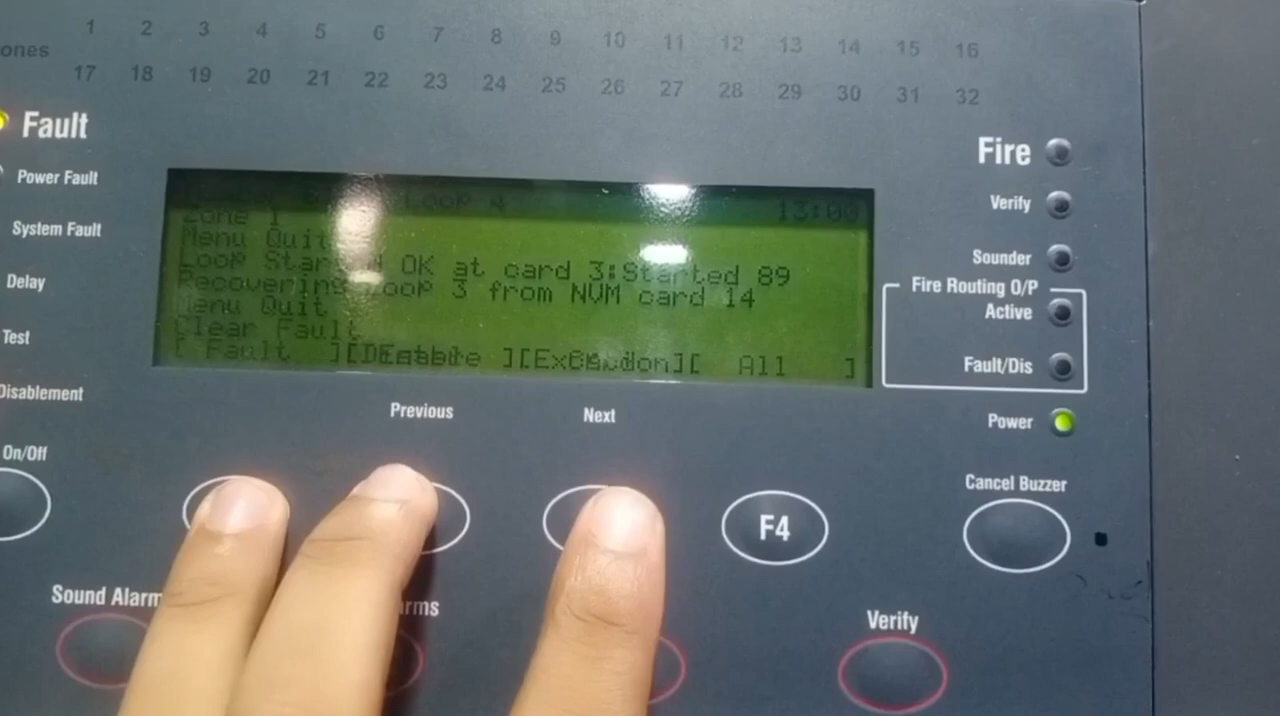 ones 1 2 3 4 5 6 7 8 9 10 11 12 13 14 15 16
17 18 19 20 21 22 23 24 25 26 27 28 29 30 31 32
Fault
Power Fault
System Fault
Delay
Test
Disablement
On/Off
Loop 4 13:00
Zone 1
Menu Quit
Loop OK at card 3:Started 89
Recovering Loop 3 from NVM card 14
Menu Quit
Clear Fault
[ Fault ][ ][ ][ All ]
Fire
Verify
Sounder
Fire Routing O/P
Active
Fault/Dis
Power
Previous
Next
F4
Cancel Buzzer
Sound Alarm
rms
Verify